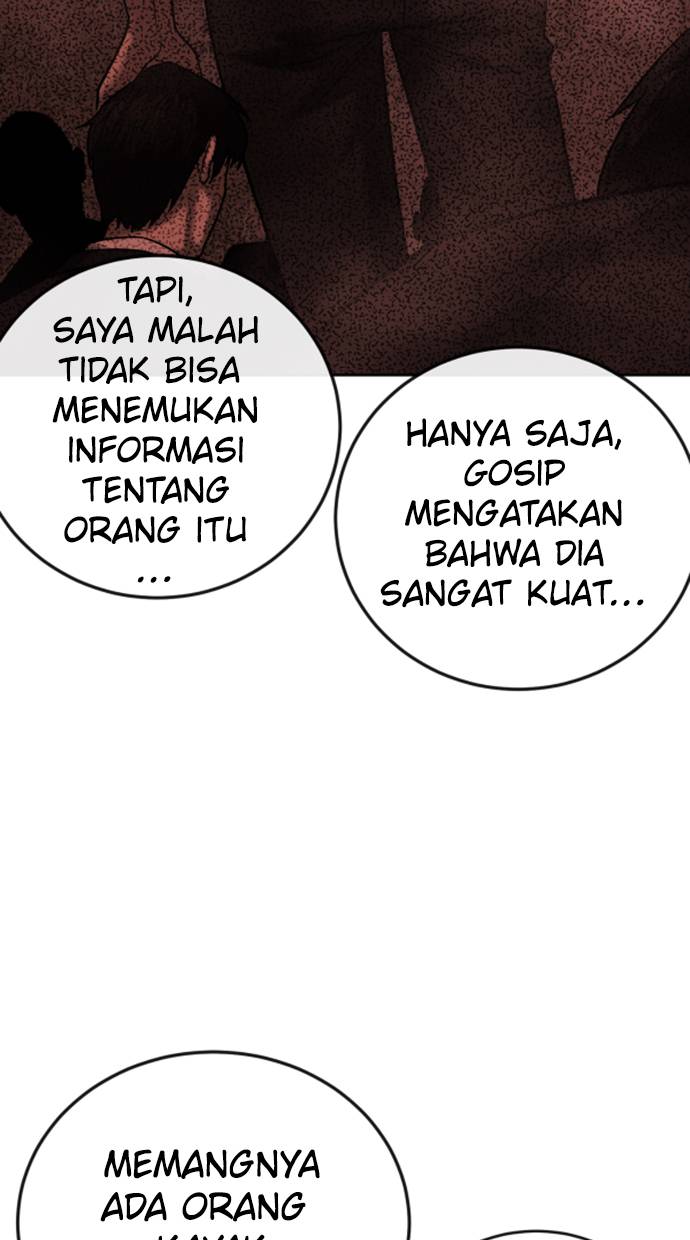 TAPI,
SAYA MALAH
TIDAK BISA
MENEMUKAN
INFORMASI
TENTANG
ORANG ITU
...
HANYA SAJA,
GOSIP
MENGATAKAN
BAHWA DIA
SANGAT KUAT...
MEMANGNYA
ADA ORANG
KAYAK